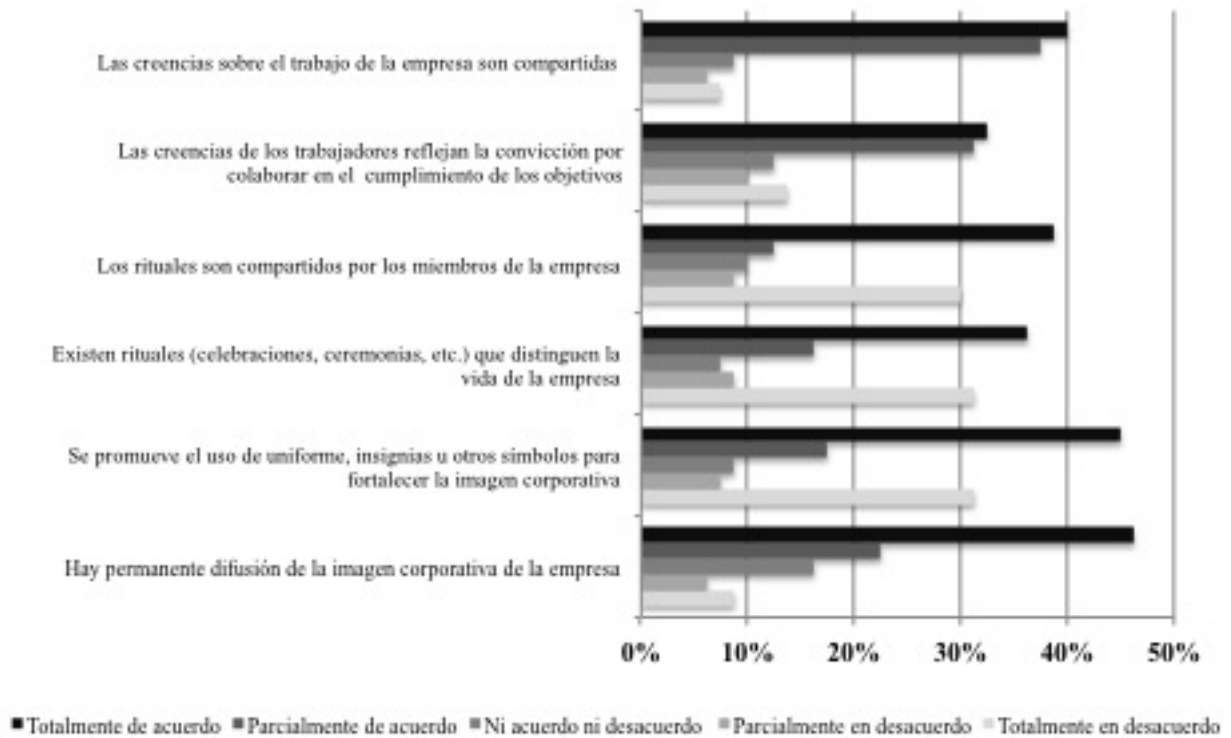 Las creencias sobre el trabajo de la empresa son compartidas
Las creencias de los trabajadores reflejan la convicción por
colaborar en el cumplimiento de los objetivos
Los rituales son compartidos por los miembros de la empresa
Existen rituales (celebraciones, ceremonias, etc.) que distinguen la
vida de la empresa
Se promueve el uso de uniforme, insignias u otros símbolos para
fortalecer la imagen corporativa
Hay permanente difusión de la imagen corporativa de la empresa
0% 10% 20% 30% 40% 50%
Totalmente de acuerdo Parcialmente de acuerdo Ni acuerdo ni desacuerdo Parcialmente en desacuerdo Totalmente en desacuerdo